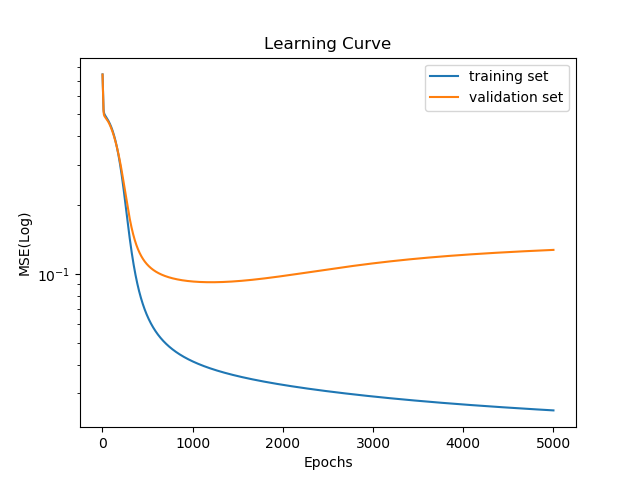 Learning Curve
training set
validation set
MSE(Log)
10⁻¹
0 1000 2000 3000 4000 5000
Epochs